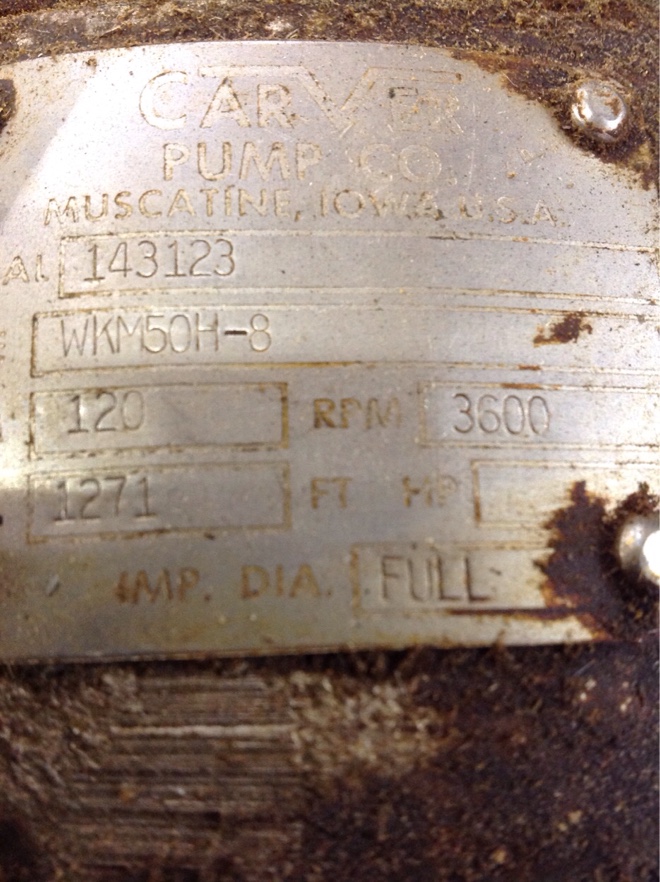 CARVER
PUMP CO.
MUSCATINE, IOWA, U.S.A.
AL 143123
WKM50H-8
120 RPM 3600
1271 FT HP
IMP. DIA. FULL